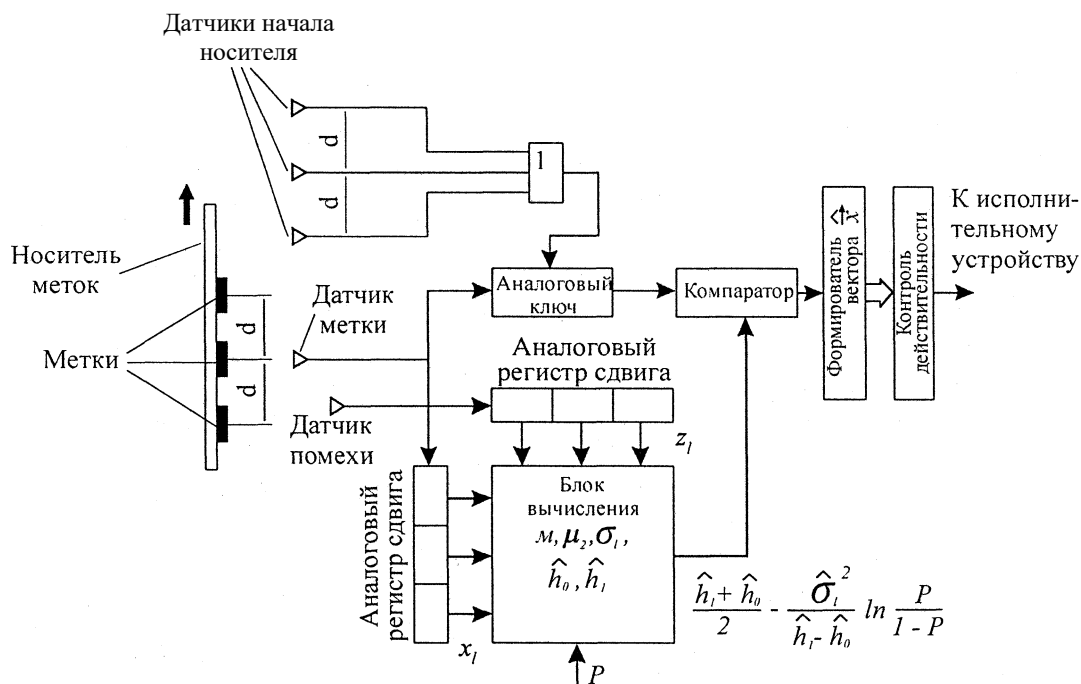 Датчики начала
носителя
d
d
1
Носитель
меток
Метки
d
d
Датчик
метки
Датчик
помехи
Аналоговый
ключ
Компаратор
Формирователь
вектора x̂
Контроль
действительности
К исполни-
тельному
устройству
Аналоговый
регистр сдвига
z_l
Аналоговый
регистр сдвига
x_l
Блок
вычисления
м, μ₂, σ_l,
ĥ₀, ĥ₁
P
(ĥ₁ + ĥ₀)/2 - σ̂_l²/(ĥ₁ - ĥ₀) ln P/(1 - P)